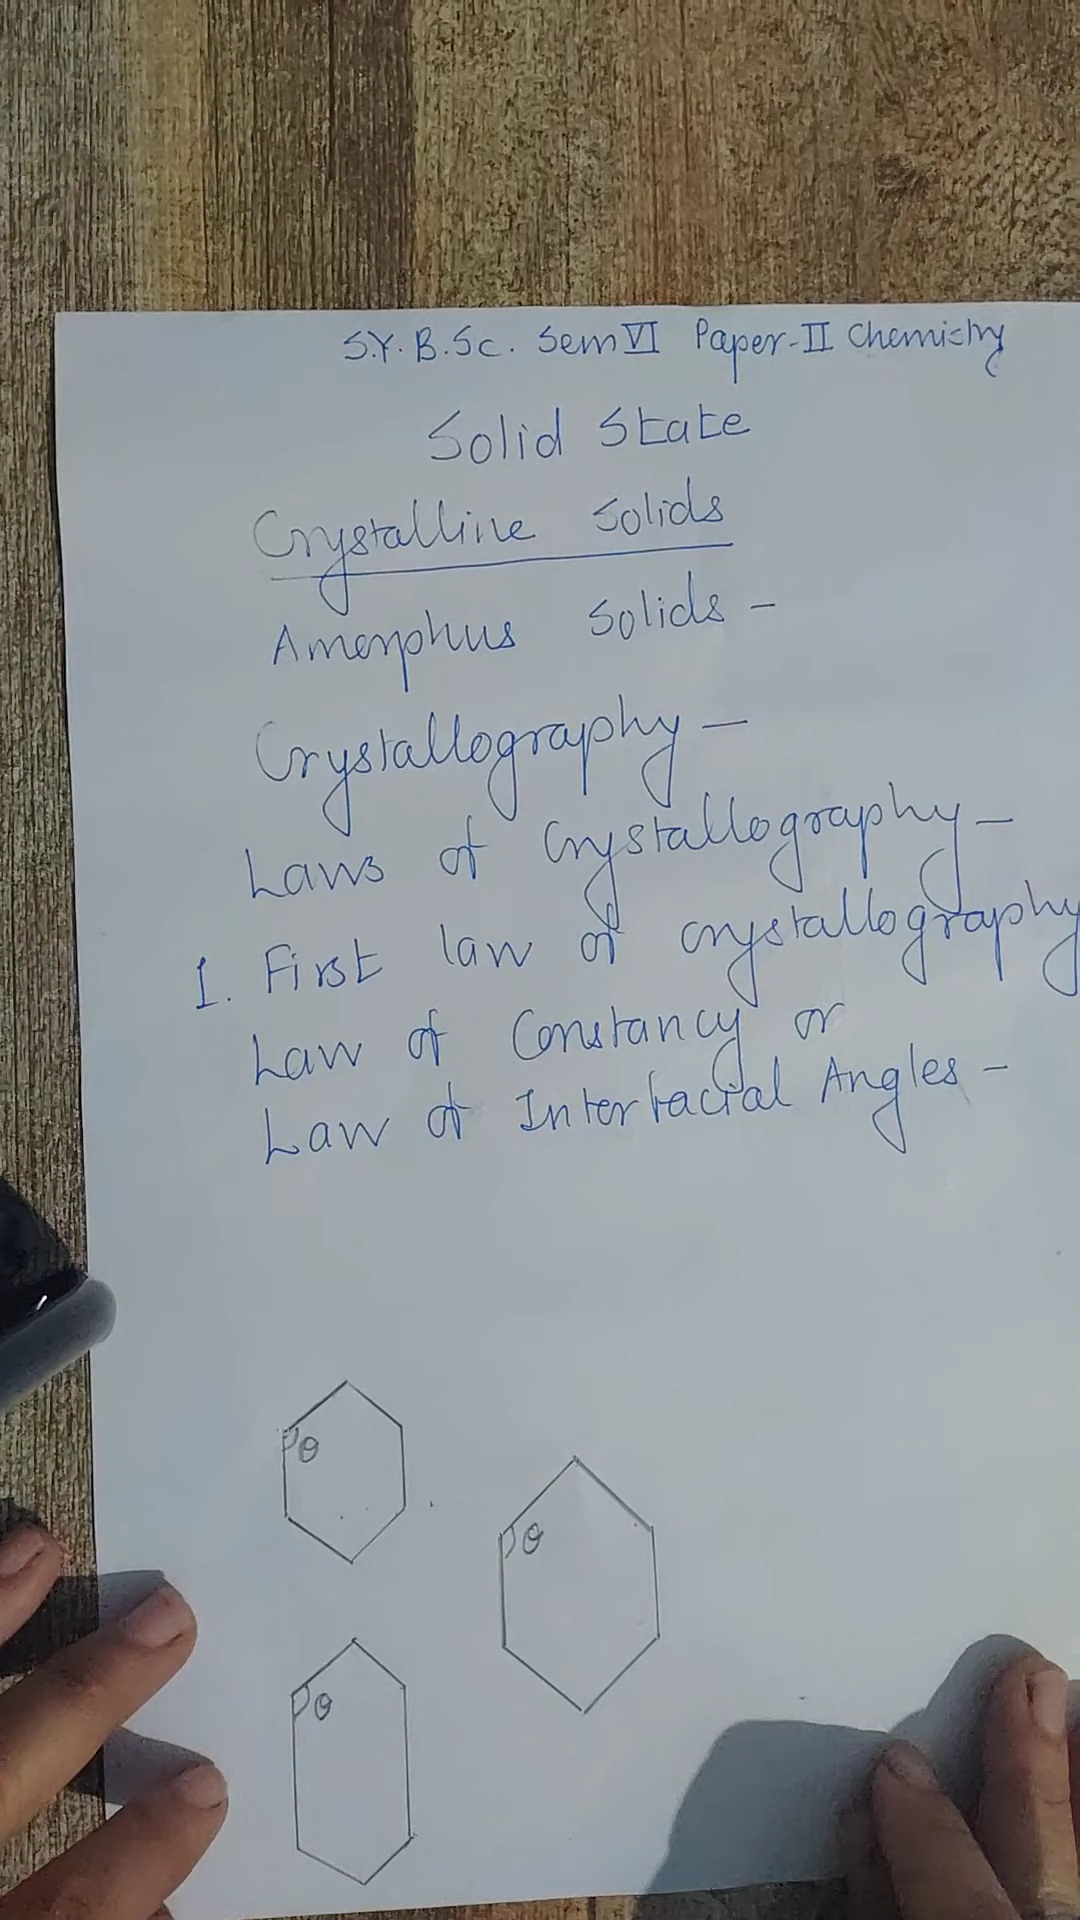 S.Y. B.Sc. Sem VI Paper-II Chemistry
Solid State
Crystalline Solids
Amorphus Solids -
Crystallography -
Laws of Crystallography -
1. First law of crystallography
Law of Constancy or
Law of Interfacial Angles -
θ
θ
θ